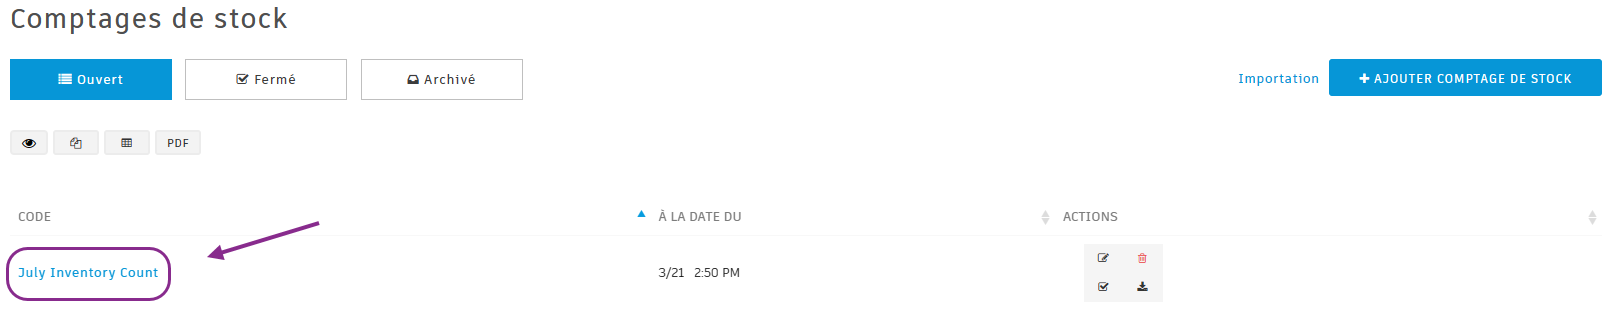 Comptages de stock
Ouvert
Fermé
Archivé
Importation
AJOUTER COMPTAGE DE STOCK
PDF
CODE
À LA DATE DU
ACTIONS
July Inventory Count
3/21 2:50 PM